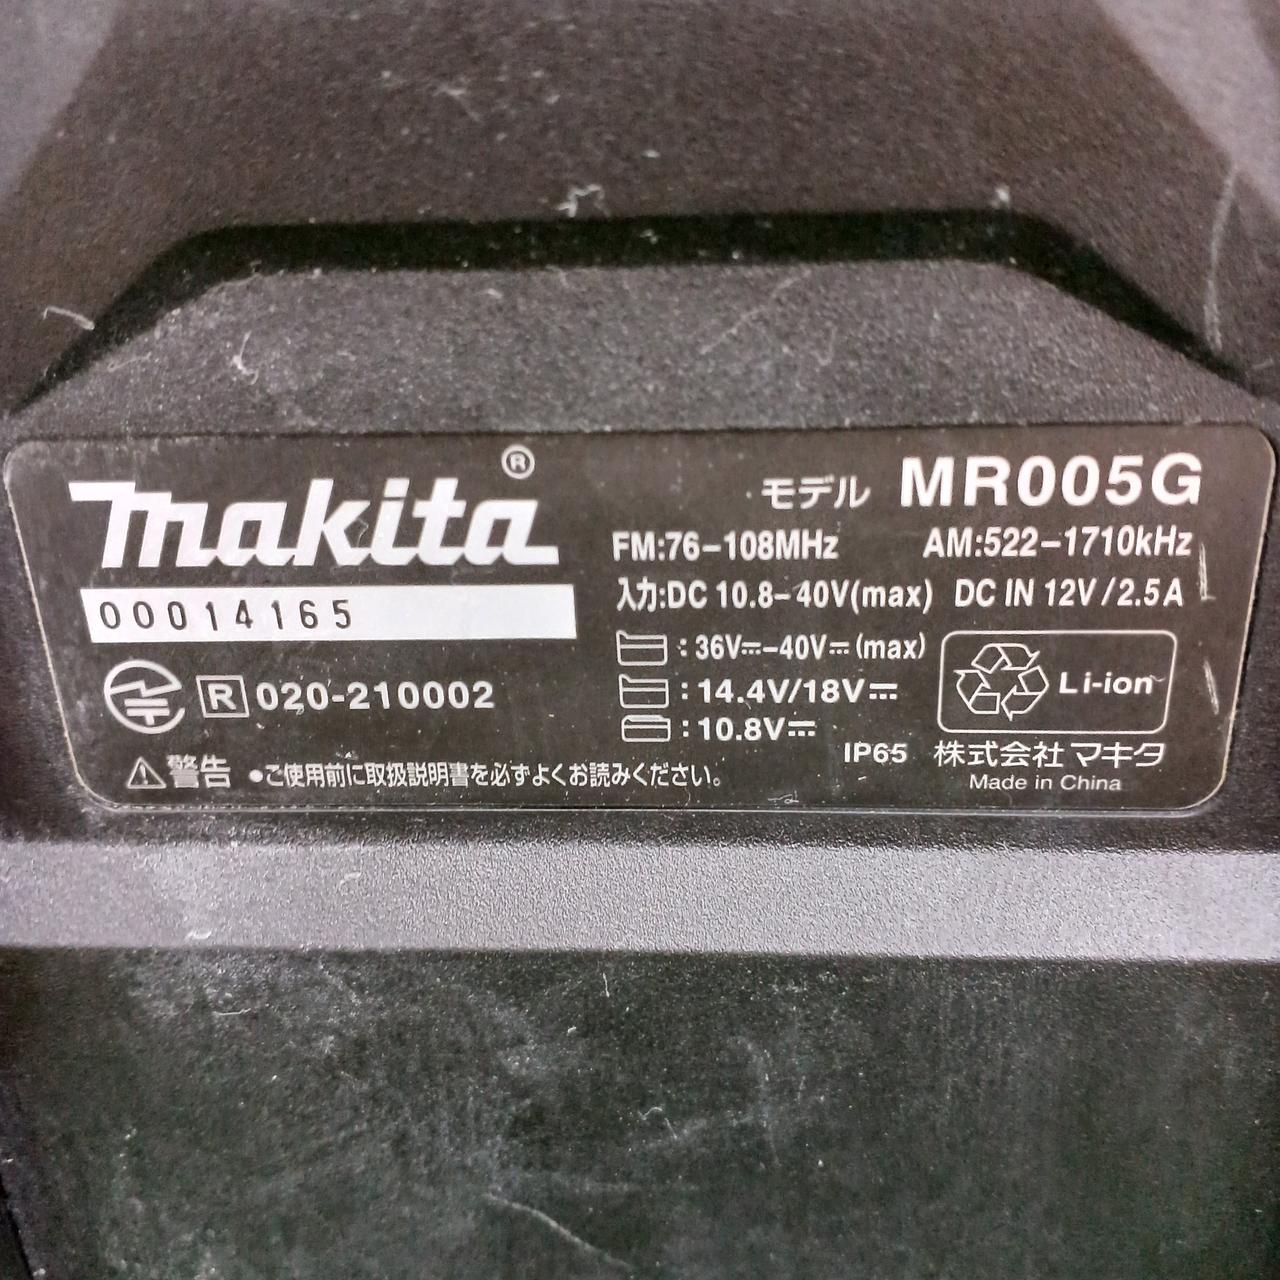 makita®
00014165
R 020-210002
⚠警告 ●ご使用前に取扱説明書を必ずよくお読みください。
モデル MR005G
FM:76-108MHz AM:522-1710kHz
入力:DC 10.8-40V(max) DC IN 12V/2.5A
:36V⎓-40V⎓(max)
:14.4V/18V⎓
:10.8V⎓
Li-ion
IP65 株式会社マキタ
Made in China